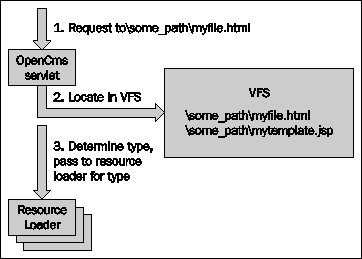 1. Request to\some_path\myfile.html
OpenCms
servlet
2. Locate in VFS
VFS
\some_path\myfile.html
\some_path\mytemplate.jsp
3. Determine type,
pass to resource
loader for type
Resource
Loader